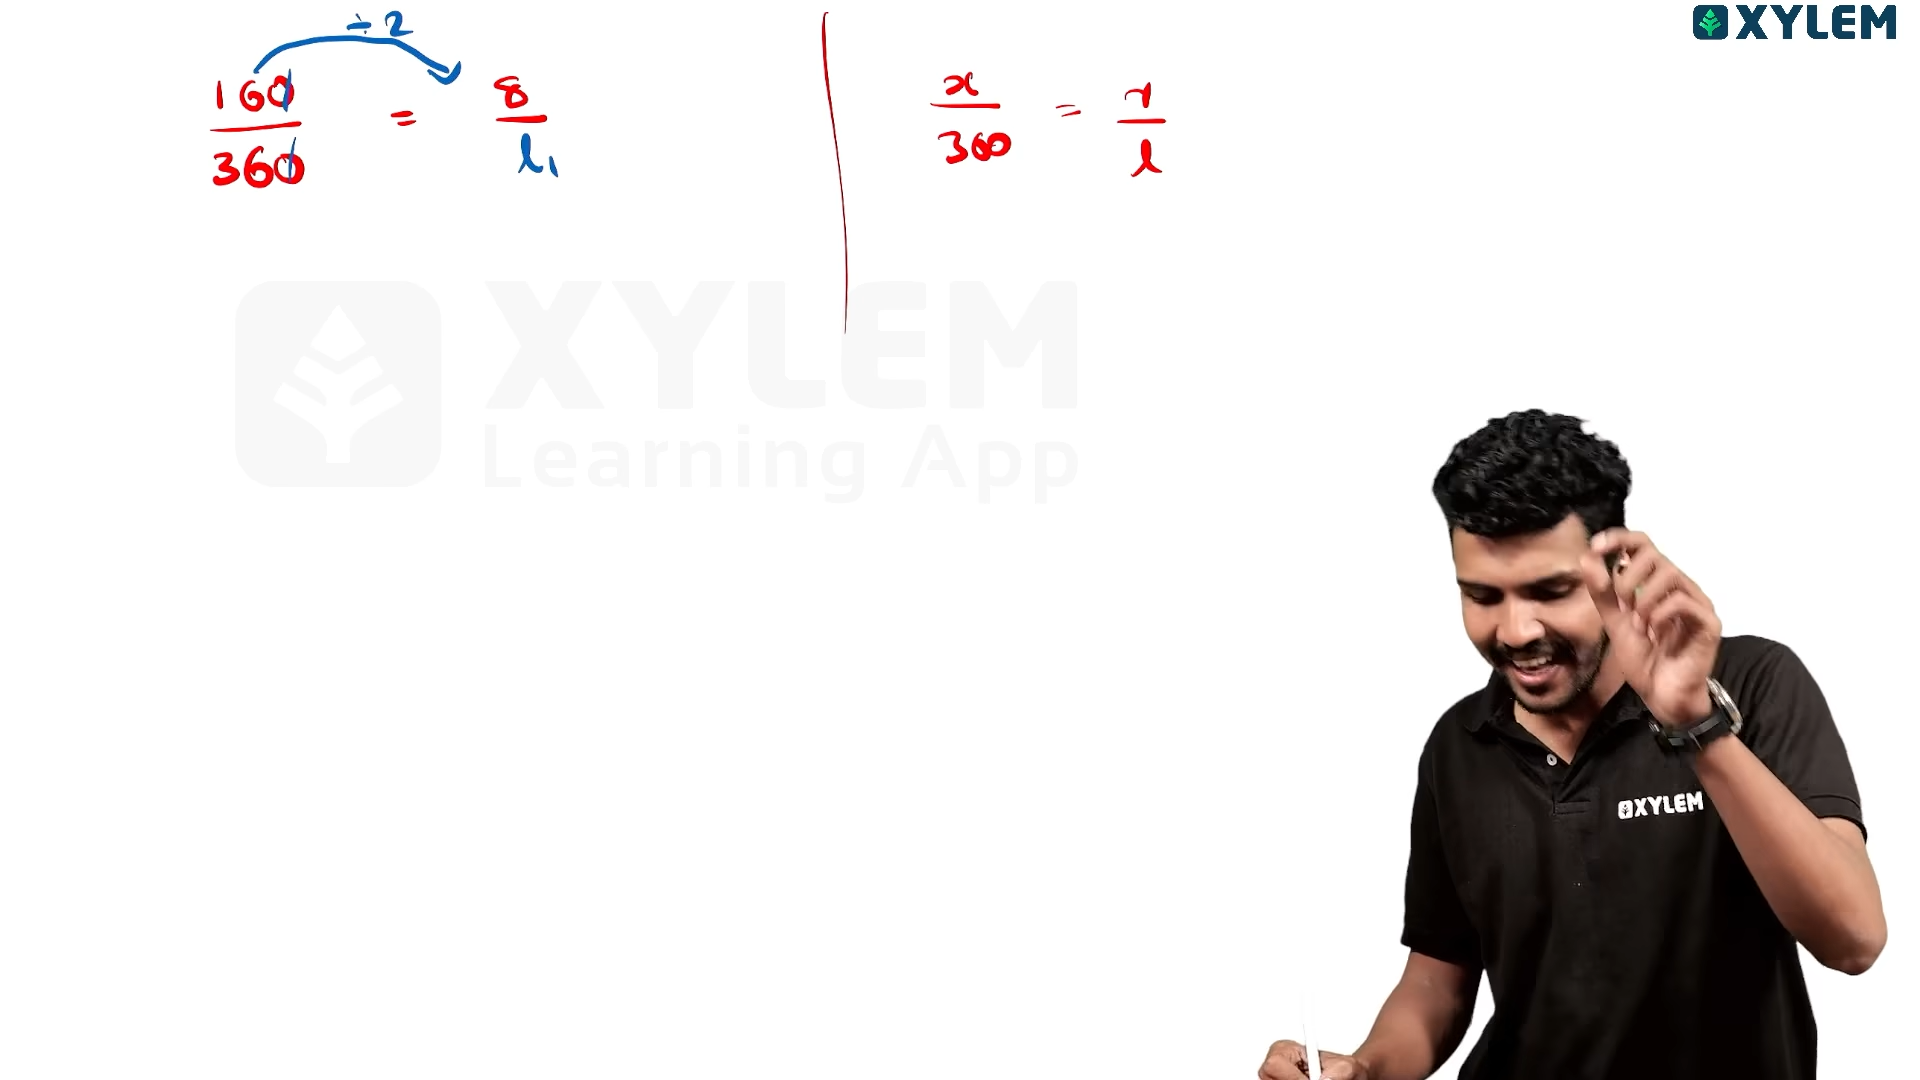 XYLEM
÷ 2
160/360 = 8/l₁
x/360 = r/l
XYLEM
Learning App
XYLEM